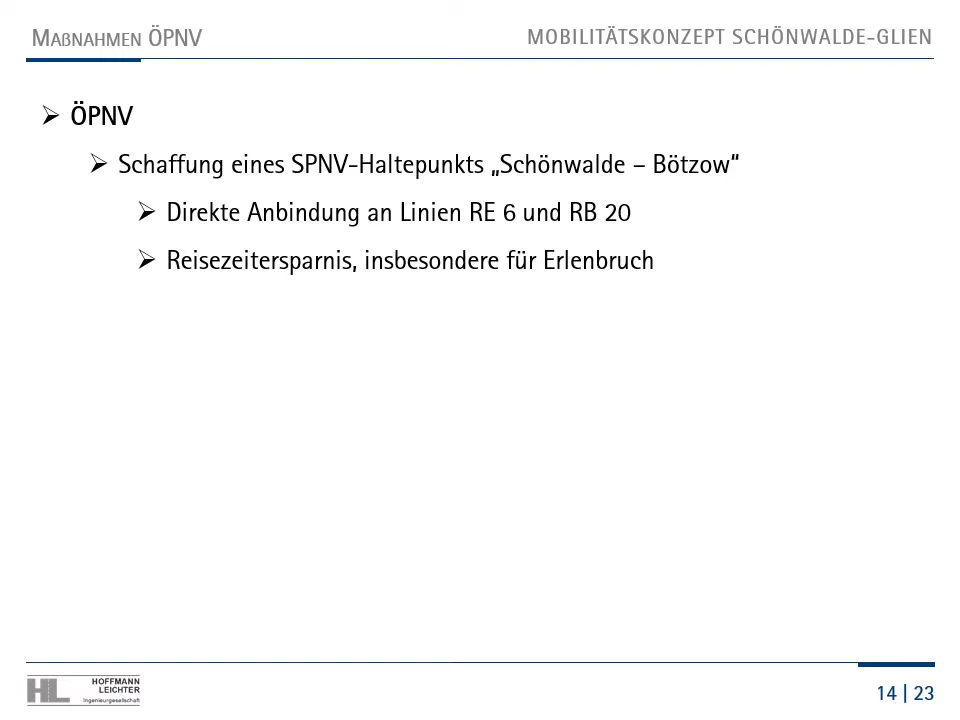 MAẞNAHMEN ÖPNV
MOBILITÄTSKONZEPT SCHÖNWALDE-GLIEN
ÖPNV
Schaffung eines SPNV-Haltepunkts „Schönwalde – Bötzow“
Direkte Anbindung an Linien RE 6 und RB 20
Reisezeitersparnis, insbesondere für Erlenbruch
HL HOFFMANN
LEICHTER
Ingenieurgesellschaft
14 | 23